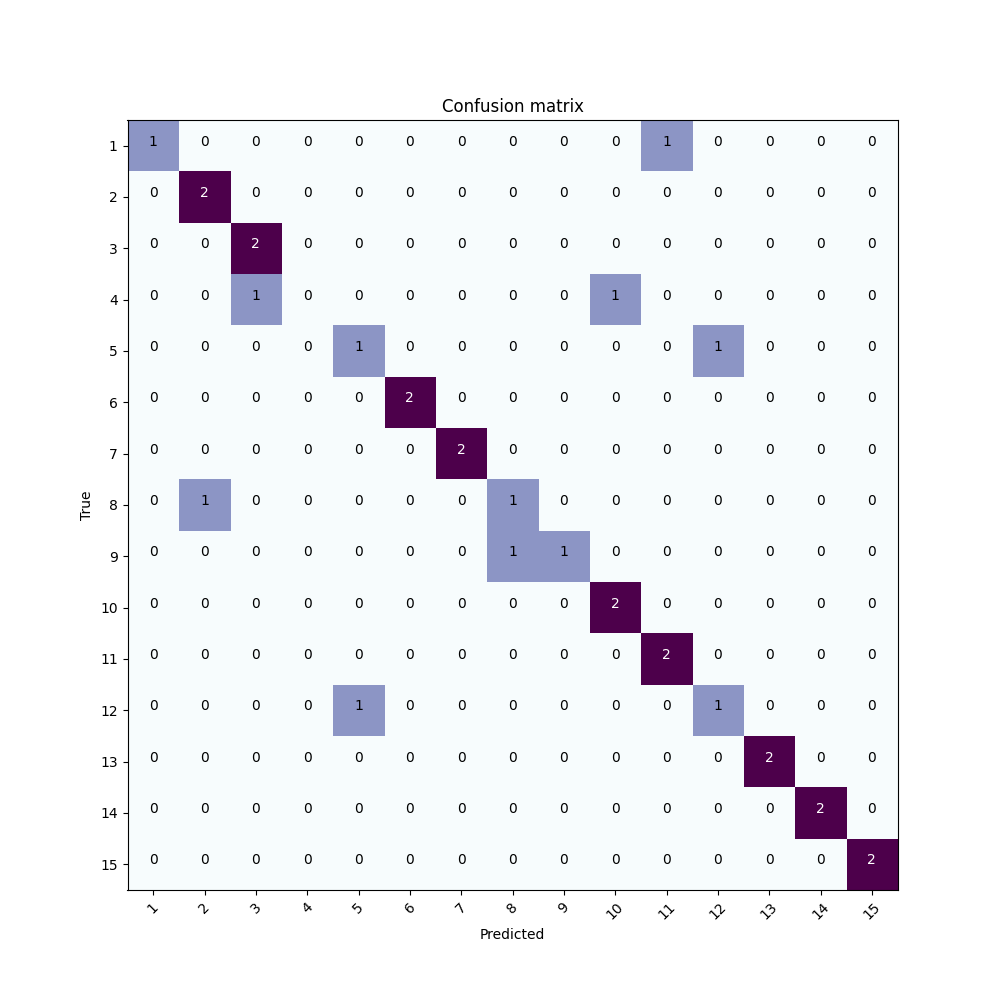 Confusion matrix
1 1 0 0 0 0 0 0 0 0 0 1 0 0 0 0
2 0 2 0 0 0 0 0 0 0 0 0 0 0 0 0
3 0 0 2 0 0 0 0 0 0 0 0 0 0 0 0
4 0 0 1 0 0 0 0 0 0 1 0 0 0 0 0
5 0 0 0 0 1 0 0 0 0 0 0 1 0 0 0
6 0 0 0 0 0 2 0 0 0 0 0 0 0 0 0
7 0 0 0 0 0 0 2 0 0 0 0 0 0 0 0
8 0 1 0 0 0 0 0 1 0 0 0 0 0 0 0
9 0 0 0 0 0 0 0 1 1 0 0 0 0 0 0
10 0 0 0 0 0 0 0 0 0 2 0 0 0 0 0
11 0 0 0 0 0 0 0 0 0 0 2 0 0 0 0
12 0 0 0 0 1 0 0 0 0 0 0 1 0 0 0
13 0 0 0 0 0 0 0 0 0 0 0 0 2 0 0
14 0 0 0 0 0 0 0 0 0 0 0 0 0 2 0
15 0 0 0 0 0 0 0 0 0 0 0 0 0 0 2
True
1 2 3 4 5 6 7 8 9 10 11 12 13 14 15
Predicted